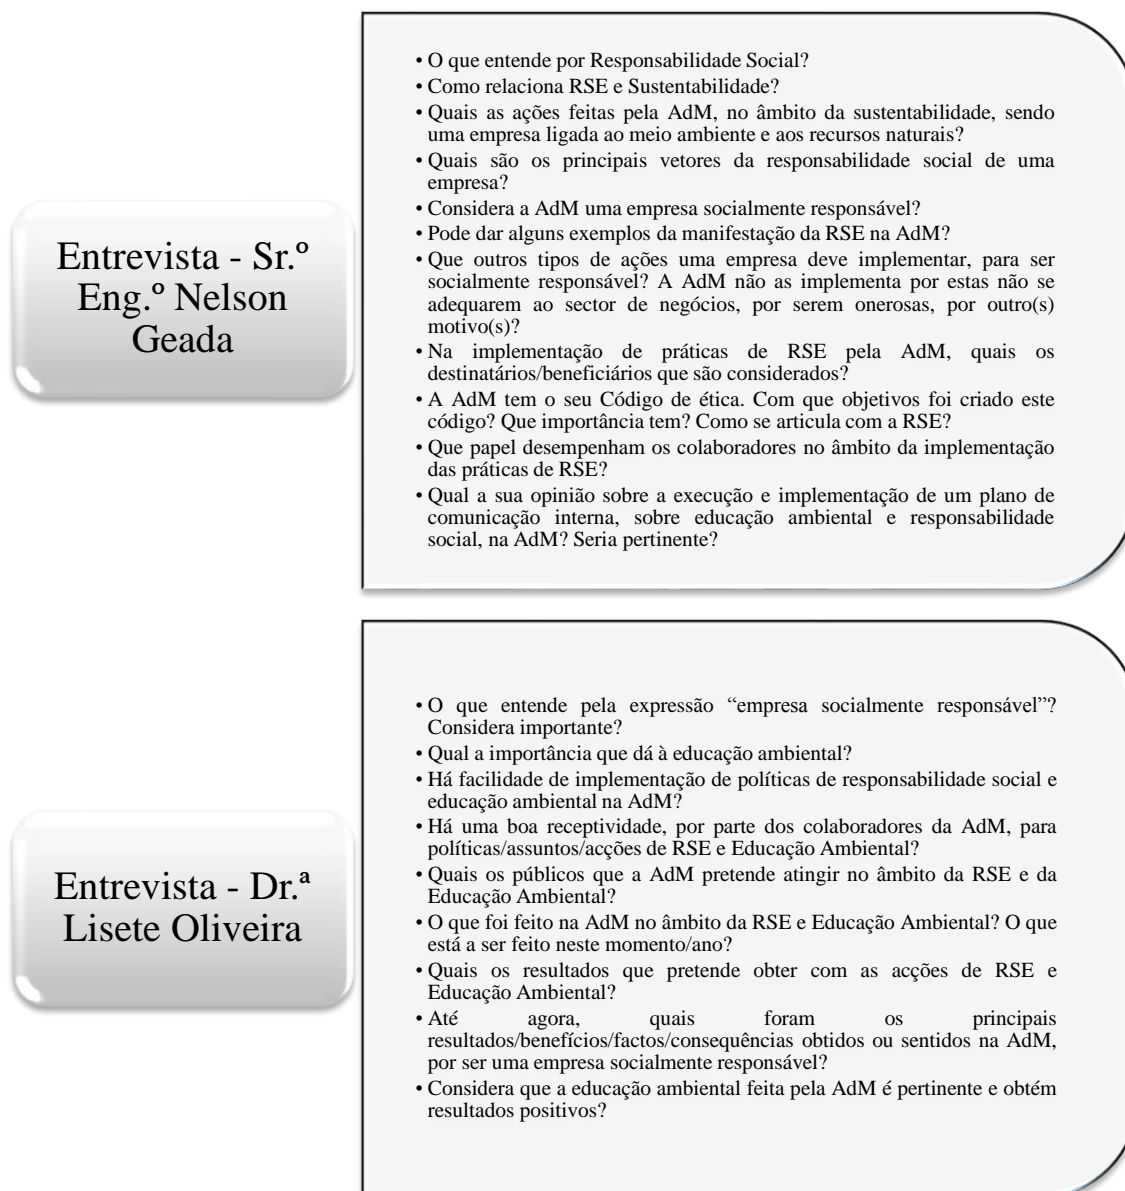 Entrevista - Sr.º
Eng.º Nelson
Geada
• O que entende por Responsabilidade Social?
• Como relaciona RSE e Sustentabilidade?
• Quais as ações feitas pela AdM, no âmbito da sustentabilidade, sendo
uma empresa ligada ao meio ambiente e aos recursos naturais?
• Quais são os principais vetores da responsabilidade social de uma
empresa?
• Considera a AdM uma empresa socialmente responsável?
• Pode dar alguns exemplos da manifestação da RSE na AdM?
• Que outros tipos de ações uma empresa deve implementar, para ser
socialmente responsável? A AdM não as implementa por estas não se
adequarem ao sector de negócios, por serem onerosas, por outro(s)
motivo(s)?
• Na implementação de práticas de RSE pela AdM, quais os
destinatários/beneficiários que são considerados?
• A AdM tem o seu Código de ética. Com que objetivos foi criado este
código? Que importância tem? Como se articula com a RSE?
• Que papel desempenham os colaboradores no âmbito da implementação
das práticas de RSE?
• Qual a sua opinião sobre a execução e implementação de um plano de
comunicação interna, sobre educação ambiental e responsabilidade
social, na AdM? Seria pertinente?
Entrevista - Dr.ª
Lisete Oliveira
• O que entende pela expressão “empresa socialmente responsável”?
Considera importante?
• Qual a importância que dá à educação ambiental?
• Há facilidade de implementação de políticas de responsabilidade social e
educação ambiental na AdM?
• Há uma boa receptividade, por parte dos colaboradores da AdM, para
políticas/assuntos/acções de RSE e Educação Ambiental?
• Quais os públicos que a AdM pretende atingir no âmbito da RSE e da
Educação Ambiental?
• O que foi feito na AdM no âmbito da RSE e Educação Ambiental? O que
está a ser feito neste momento/ano?
• Quais os resultados que pretende obter com as acções de RSE e
Educação Ambiental?
• Até agora, quais foram os principais
resultados/benefícios/factos/consequências obtidos ou sentidos na AdM,
por ser uma empresa socialmente responsável?
• Considera que a educação ambiental feita pela AdM é pertinente e obtém
resultados positivos?